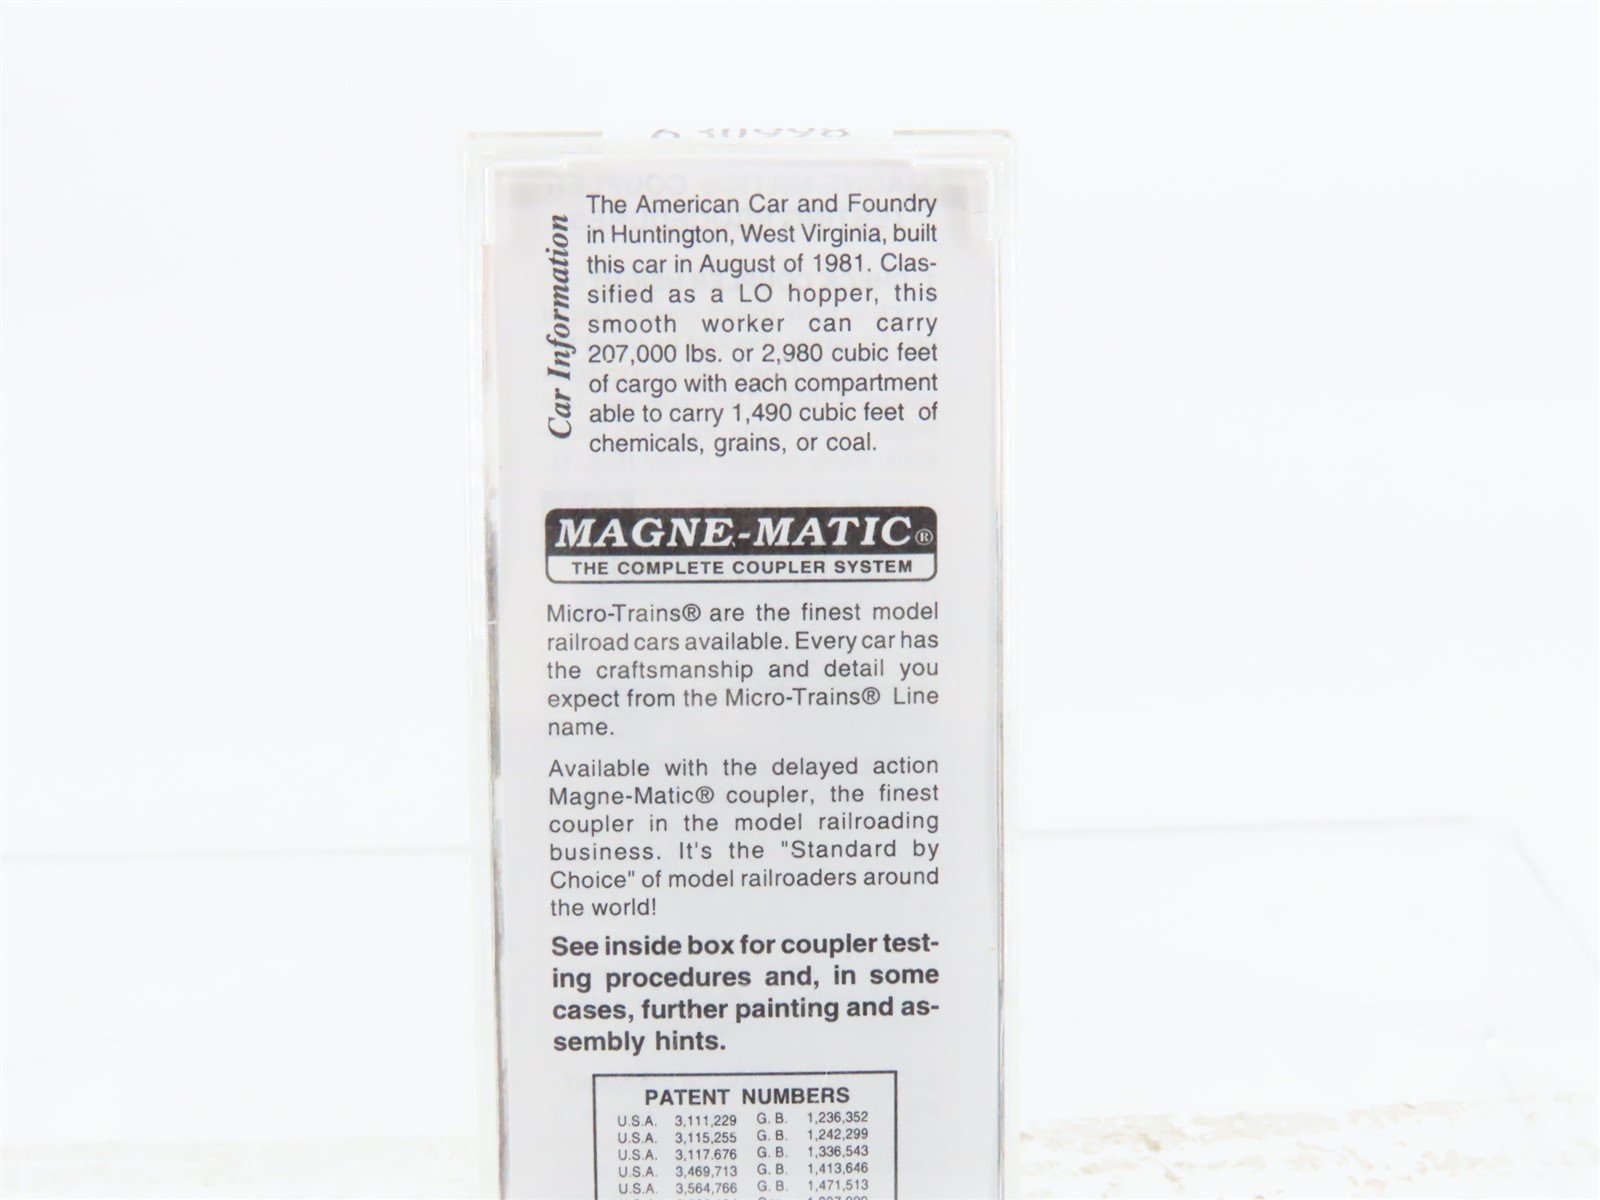 Car Information
The American Car and Foundry
in Huntington, West Virginia, built
this car in August of 1981. Clas-
sified as a LO hopper, this
smooth worker can carry
207,000 lbs. or 2,980 cubic feet
of cargo with each compartment
able to carry 1,490 cubic feet of
chemicals, grains, or coal.
MAGNE-MATIC®
THE COMPLETE COUPLER SYSTEM
Micro-Trains® are the finest model
railroad cars available. Every car has
the craftsmanship and detail you
expect from the Micro-Trains® Line
name.
Available with the delayed action
Magne-Matic® coupler, the finest
coupler in the model railroading
business. It's the "Standard by
Choice" of model railroaders around
the world!
See inside box for coupler test-
ing procedures and, in some
cases, further painting and as-
sembly hints.
PATENT NUMBERS
U.S.A. 3,111,229 G.B. 1,236,352
U.S.A. 3,115,255 G.B. 1,242,299
U.S.A. 3,117.676 G.B. 1,336,543
U.S.A. 3,469,713 G.B. 1,413,646
U.S.A. 3,564,766 G.B. 1,471,513